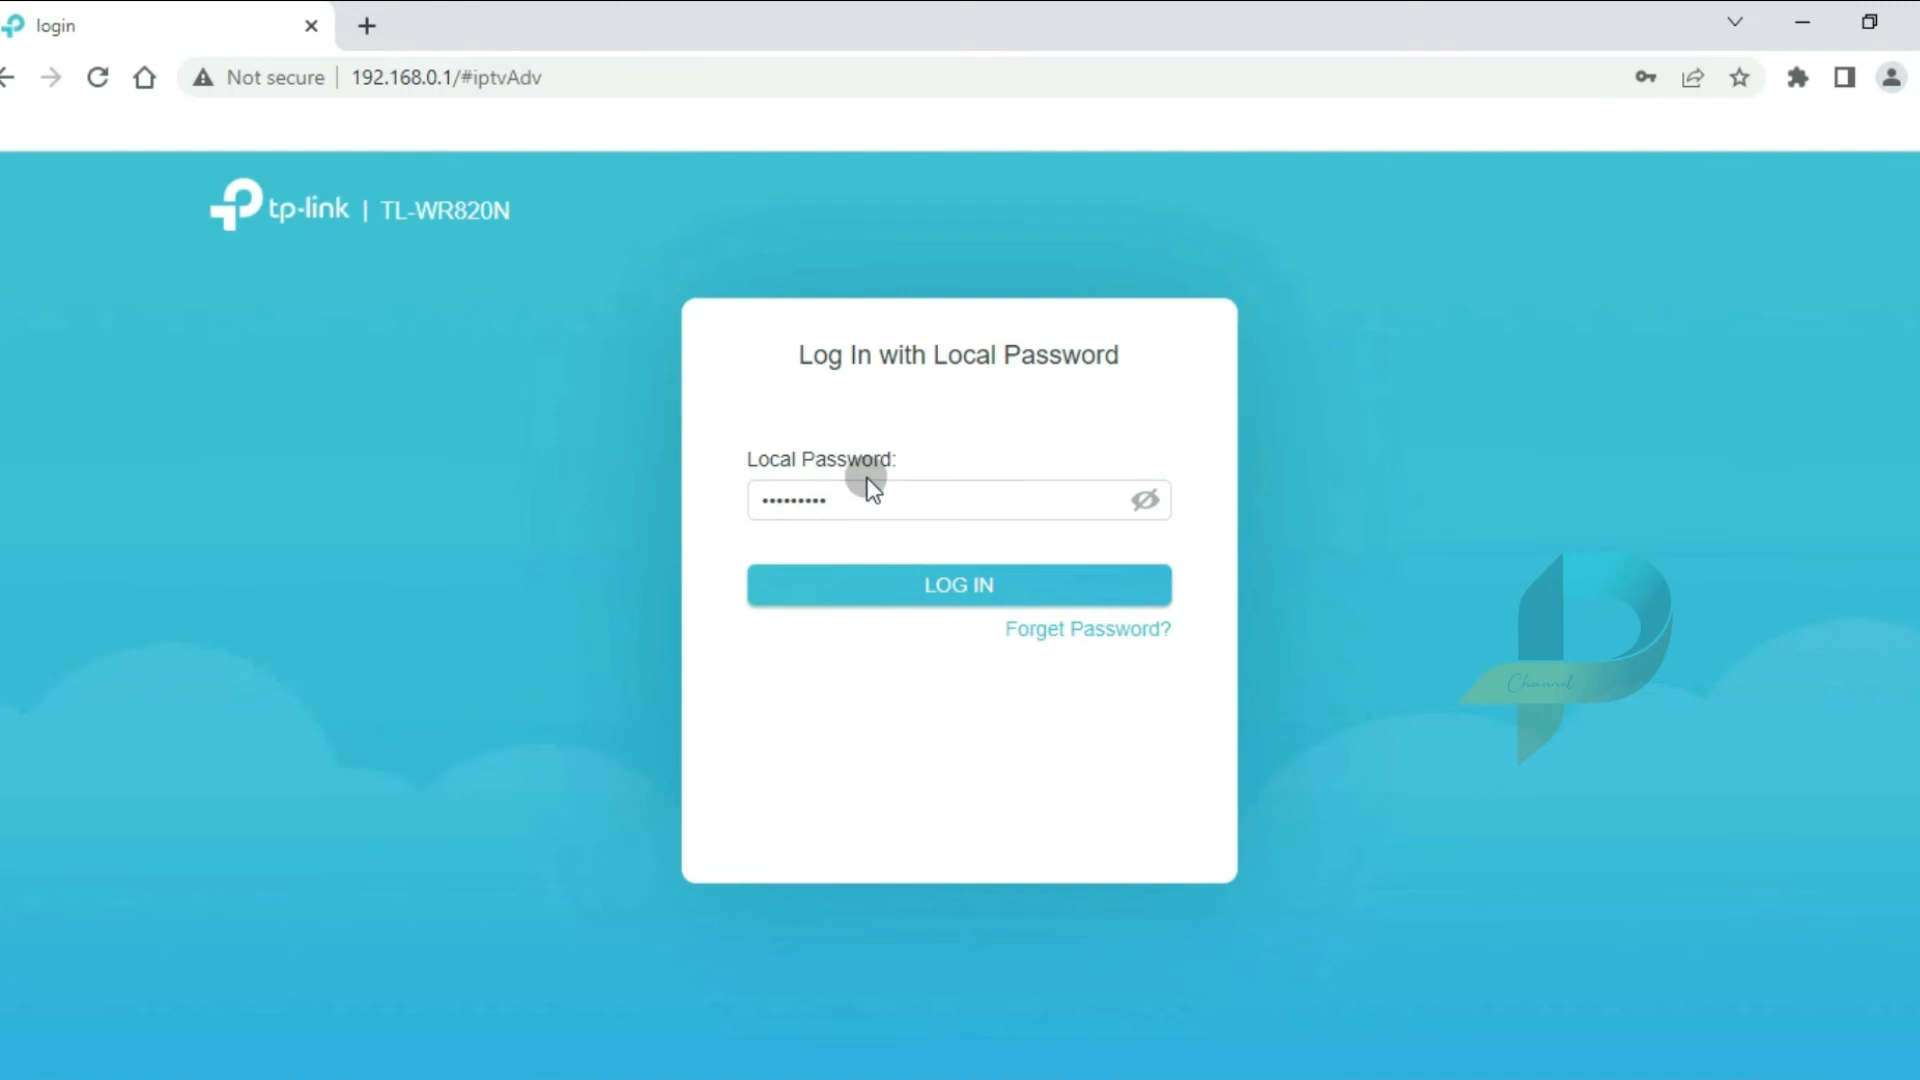 login
Not secure | 192.168.0.1/#iptvAdv
tp-link | TL-WR820N
Log In with Local Password
Local Password:
•••••••••
LOG IN
Forget Password?
Channel